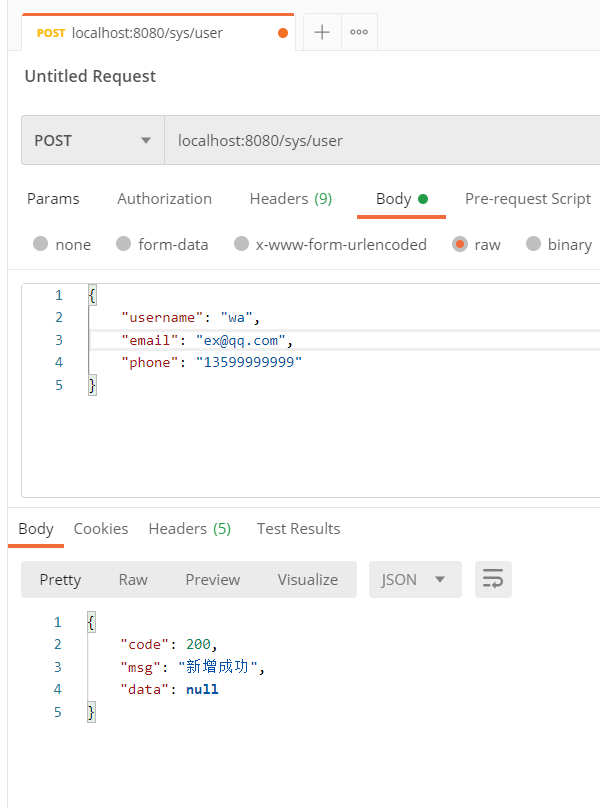 POST localhost:8080/sys/user
Untitled Request
POST localhost:8080/sys/user
Params Authorization Headers (9) Body Pre-request Script
none form-data x-www-form-urlencoded raw binary
1 {
2 "username": "wa",
3 "email": "ex@qq.com",
4 "phone": "13599999999"
5 }
Body Cookies Headers (5) Test Results
Pretty Raw Preview Visualize JSON
1 {
2 "code": 200,
3 "msg": "新增成功",
4 "data": null
5 }